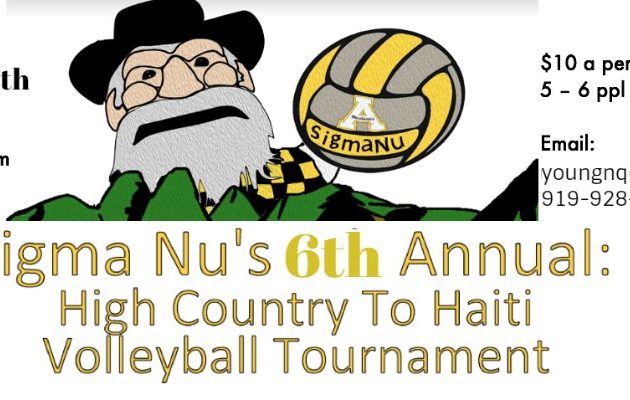 th
m
$10 a per
5 – 6 ppl
Email:
youngnq
919-928-
A
SigmaNu
igma Nu's 6th Annual:
High Country To Haiti
Volleyball Tournament